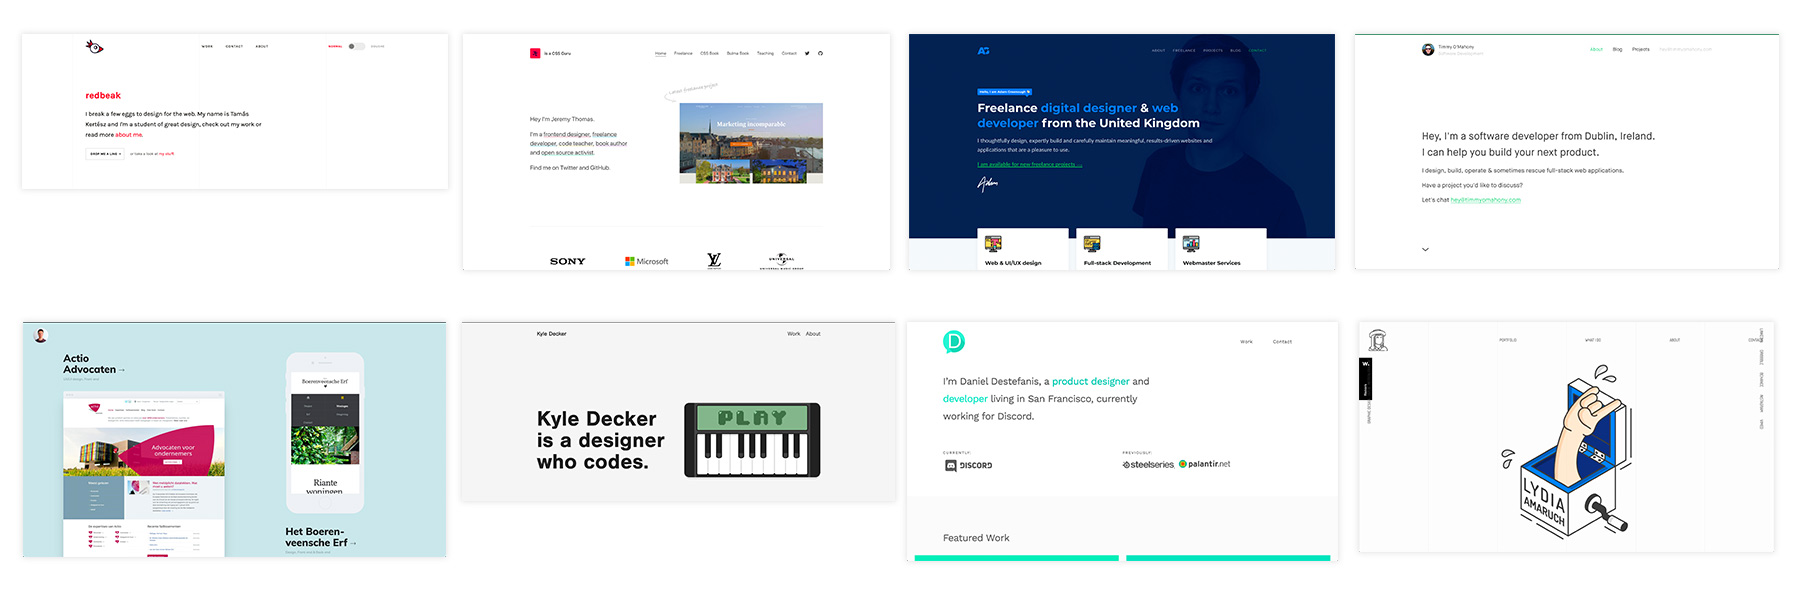 WORK CONTACT ABOUT
NORMAL
redbeak
I break a few eggs to design for the web. My name is Tamás
Kertész and I'm a student of great design, check out my work or
read more about me.
DROP ME A LINE
or take a look at my stuff.
is a CSS Guru
Home Freelance CSS Book Bulma Book Teaching Contact
Latest freelance project
Marketing incomparable
Hey I'm Jeremy Thomas.
I'm a frontend designer, freelance
developer, code teacher, book author
and open source activist.
Find me on Twitter and GitHub.
SONY
Microsoft
LV
UNIVERSAL
UNIVERSAL MUSIC GROUP
AG
ABOUT FREELANCE PROJECTS BLOG CONTACT
Freelance digital designer & web
developer from the United Kingdom
I thoughtfully design, expertly build and carefully maintain meaningful, results-driven websites and
applications that are a pleasure to use.
I am available for new freelance projects
Adam
Web & UI/UX design
Full-stack Development
Webmaster Services
Timmy O'Mahony
About Blog Projects
Hey, I'm a software developer from Dublin, Ireland.
I can help you build your next product.
I design, build, operate & sometimes rescue full-stack web applications.
Have a project you'd like to discuss?
Let's chat hey@timmyomahony.com
Actio
Advocaten→
Advocaten voor
ondernemers
Boerenveensche Erf
Riante
woningen
Het Boeren-
veensche Erf→
Kyle Decker
Work About
Kyle Decker
is a designer
who codes.
PLAY
D
Work Contact
I'm Daniel Destefanis, a product designer and
developer living in San Francisco, currently
working for Discord.
CURRENTLY:
DISCORD
PREVIOUSLY:
steelseries
palantir.net
Featured Work
PORTFOLIO WHAT I DO ABOUT
W.
LYDIA
AMARUCH